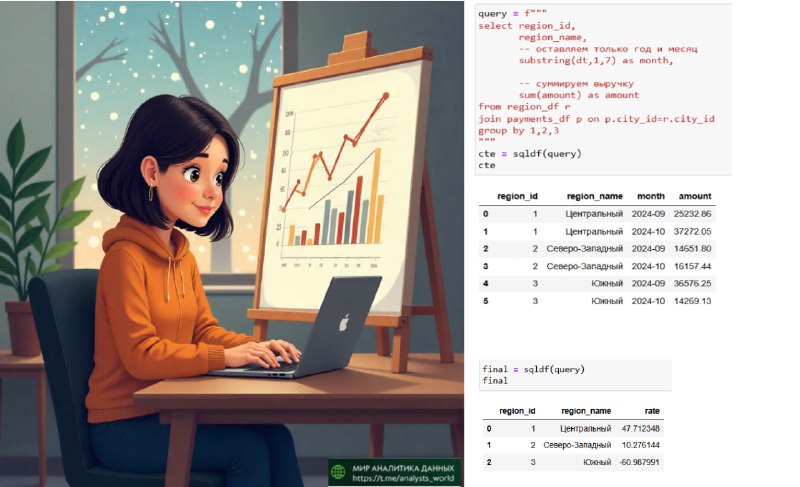 query = f"""
select region_id,
region_name,
-- оставляем только год и месяц
substring(dt,1,7) as month,
-- суммируем выручку
sum(amount) as amount
from region_df r
join payments_df p on p.city_id=r.city_id
group by 1,2,3
"""
cte = sqldf(query)
cte
region_id region_name month amount
0 1 Центральный 2024-09 25232.86
1 1 Центральный 2024-10 37272.05
2 2 Северо-Западный 2024-09 14651.80
3 2 Северо-Западный 2024-10 16157.44
4 3 Южный 2024-09 36576.25
5 3 Южный 2024-10 14269.13
final = sqldf(query)
final
region_id region_name rate
0 1 Центральный 47.712348
1 2 Северо-Западный 10.276144
2 3 Южный -60.987991
МИР АНАЛИТИКА ДАННЫХ
https://t.me/analysts_world